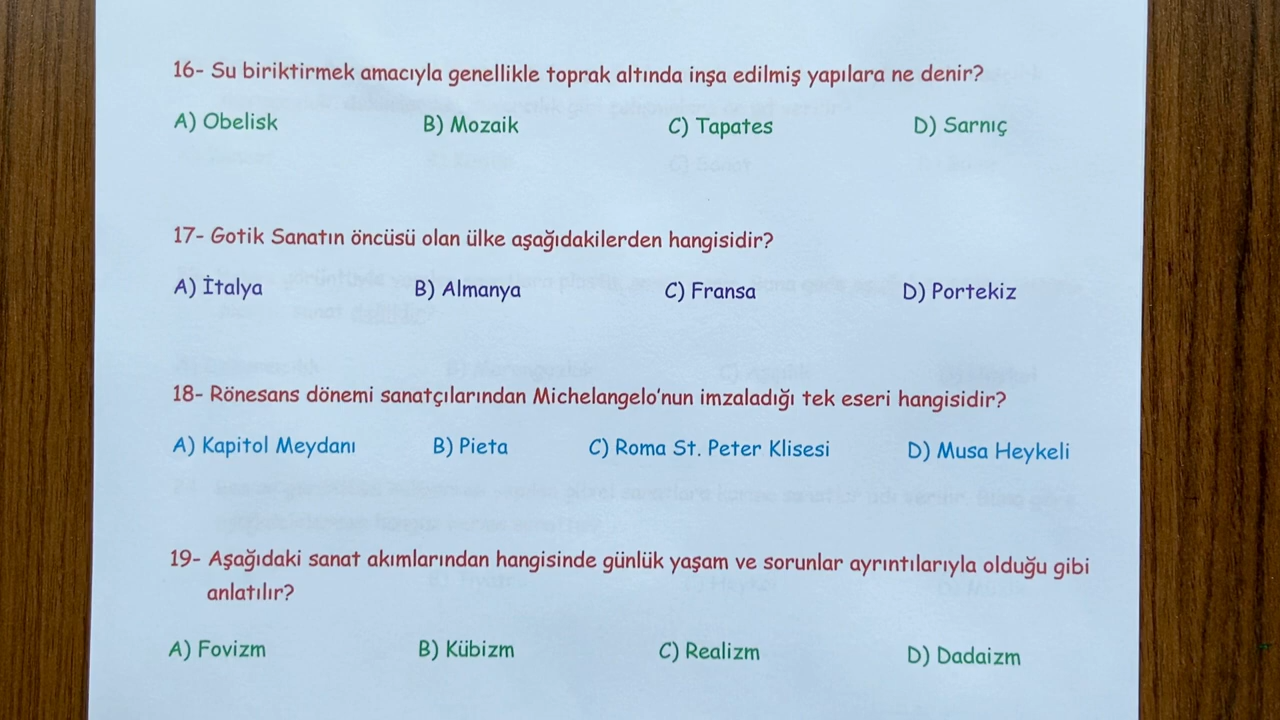 16- Su biriktirmek amacıyla genellikle toprak altında inşa edilmiş yapılara ne denir?
A) Obelisk B) Mozaik C) Tapates D) Sarnıç
17- Gotik Sanatın öncüsü olan ülke aşağıdakilerden hangisidir?
A) İtalya B) Almanya C) Fransa D) Portekiz
18- Rönesans dönemi sanatçılarından Michelangelo'nun imzaladığı tek eseri hangisidir?
A) Kapitol Meydanı B) Pieta C) Roma St. Peter Klisesi D) Musa Heykeli
19- Aşağıdaki sanat akımlarından hangisinde günlük yaşam ve sorunlar ayrıntılarıyla olduğu gibi
anlatılır?
A) Fovizm B) Kübizm C) Realizm D) Dadaizm